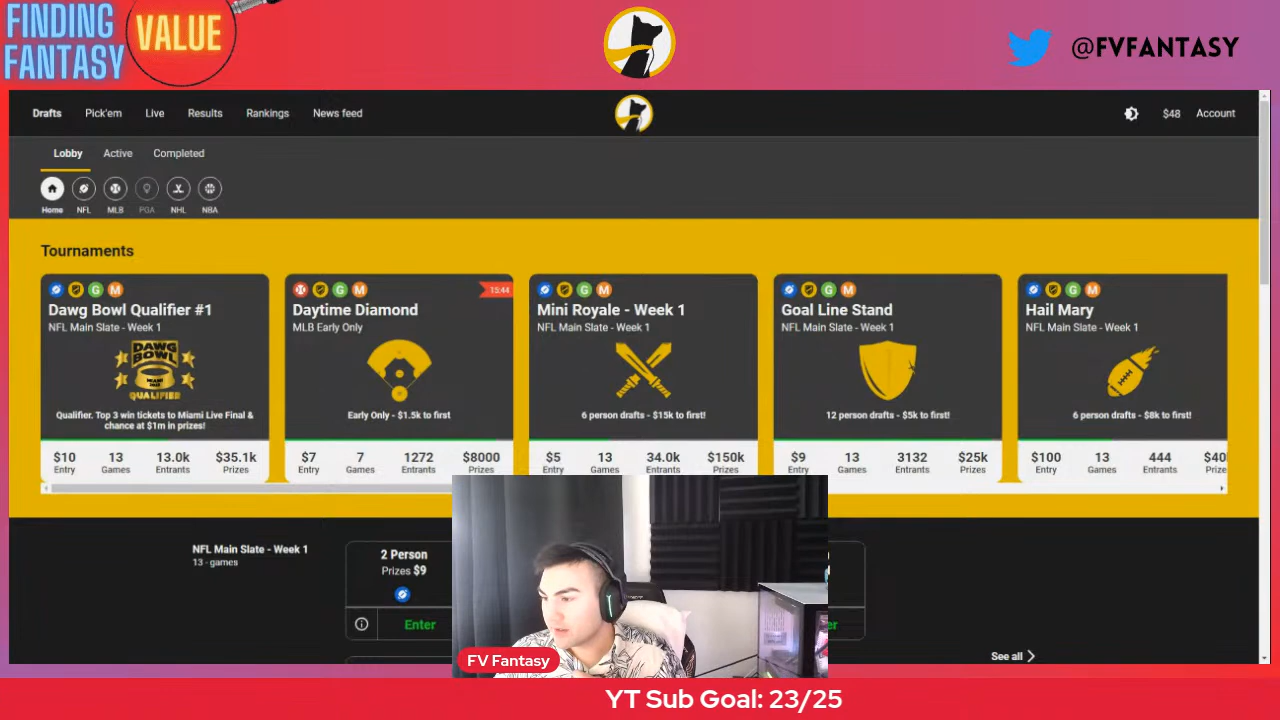 FINDING
FANTASY
VALUE
@FVFANTASY
Drafts Pick'em Live Results Rankings News feed
$48 Account
Lobby Active Completed
Home NFL MLB PGA NHL NBA
Tournaments
G M
Dawg Bowl Qualifier #1
NFL Main Slate - Week 1
DAWG
BOWL
MIAMI
QUALIFIER
Qualifier. Top 3 win tickets to Miami Live Final &
chance at $1m in prizes!
$10 13 13.0k $35.1k
Entry Games Entrants Prizes
G M
15:44
Daytime Diamond
MLB Early Only
Early Only - $1.5k to first
$7 7 1272 $8000
Entry Games Entrants Prizes
G M
Mini Royale - Week 1
NFL Main Slate - Week 1
6 person drafts - $15k to first!
$5 13 34.0k $150k
Entry Games Entrants Prizes
G M
Goal Line Stand
NFL Main Slate - Week 1
12 person drafts - $5k to first!
$9 13 3132 $25k
Entry Games Entrants Prizes
G M
Hail Mary
NFL Main Slate - Week 1
6 person drafts - $8k to first!
$100 13 444 $40
Entry Games Entrants Prize
NFL Main Slate - Week 1
13 - games
2 Person
Prizes $9
Enter
er
See all
FV Fantasy
YT Sub Goal: 23/25